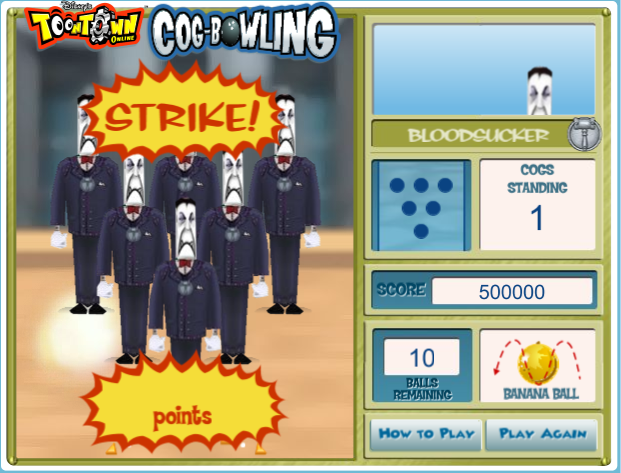 Disney's
TOONTOWN
ONLINE
COG-BOWLING
STRIKE!
points
BLOODSUCKER
COGS
STANDING
1
SCORE 500000
10
BALLS
REMAINING
BANANA BALL
HOW TO PLAY
PLAY AGAIN